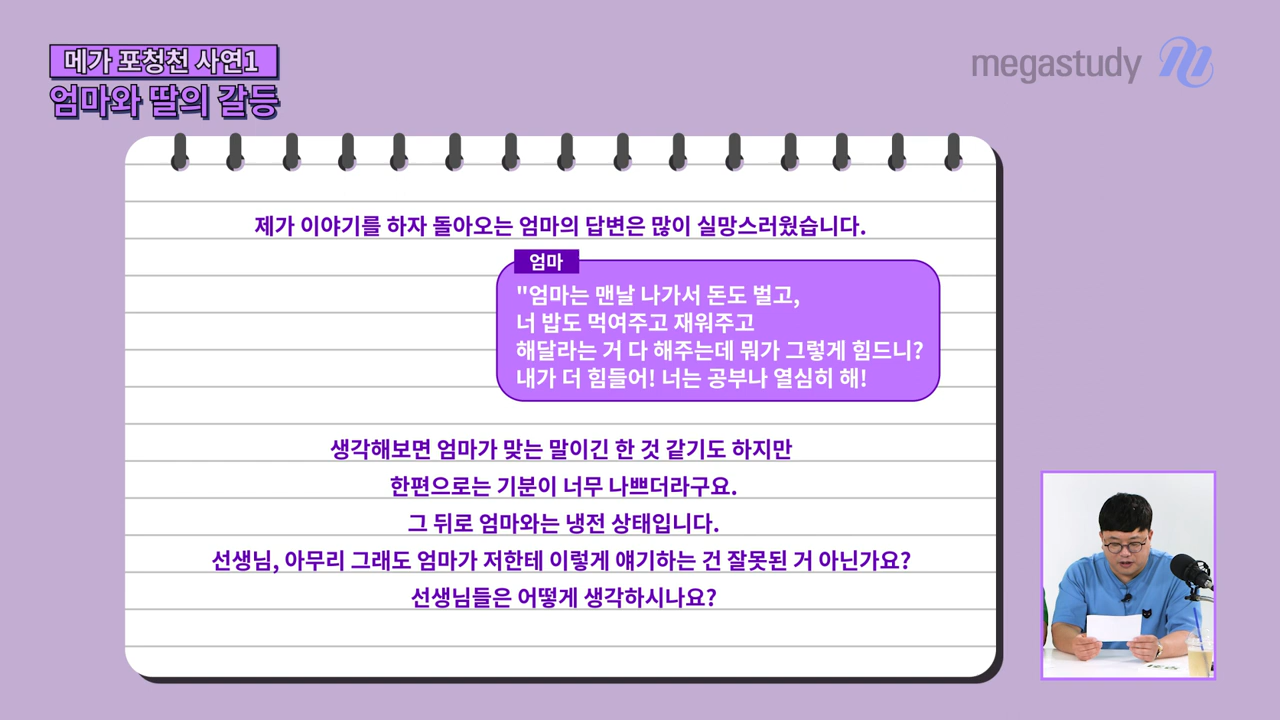 메가 포청천 사연1
엄마와 딸의 갈등
megastudy
제가 이야기를 하자 돌아오는 엄마의 답변은 많이 실망스러웠습니다.
엄마
"엄마는 맨날 나가서 돈도 벌고,
너 밥도 먹여주고 재워주고
해달라는 거 다 해주는데 뭐가 그렇게 힘드니?
내가 더 힘들어! 너는 공부나 열심히 해!
생각해보면 엄마가 맞는 말이긴 한 것 같기도 하지만
한편으로는 기분이 너무 나쁘더라구요.
그 뒤로 엄마와는 냉전 상태입니다.
선생님, 아무리 그래도 엄마가 저한테 이렇게 얘기하는 건 잘못된 거 아닌가요?
선생님들은 어떻게 생각하시나요?